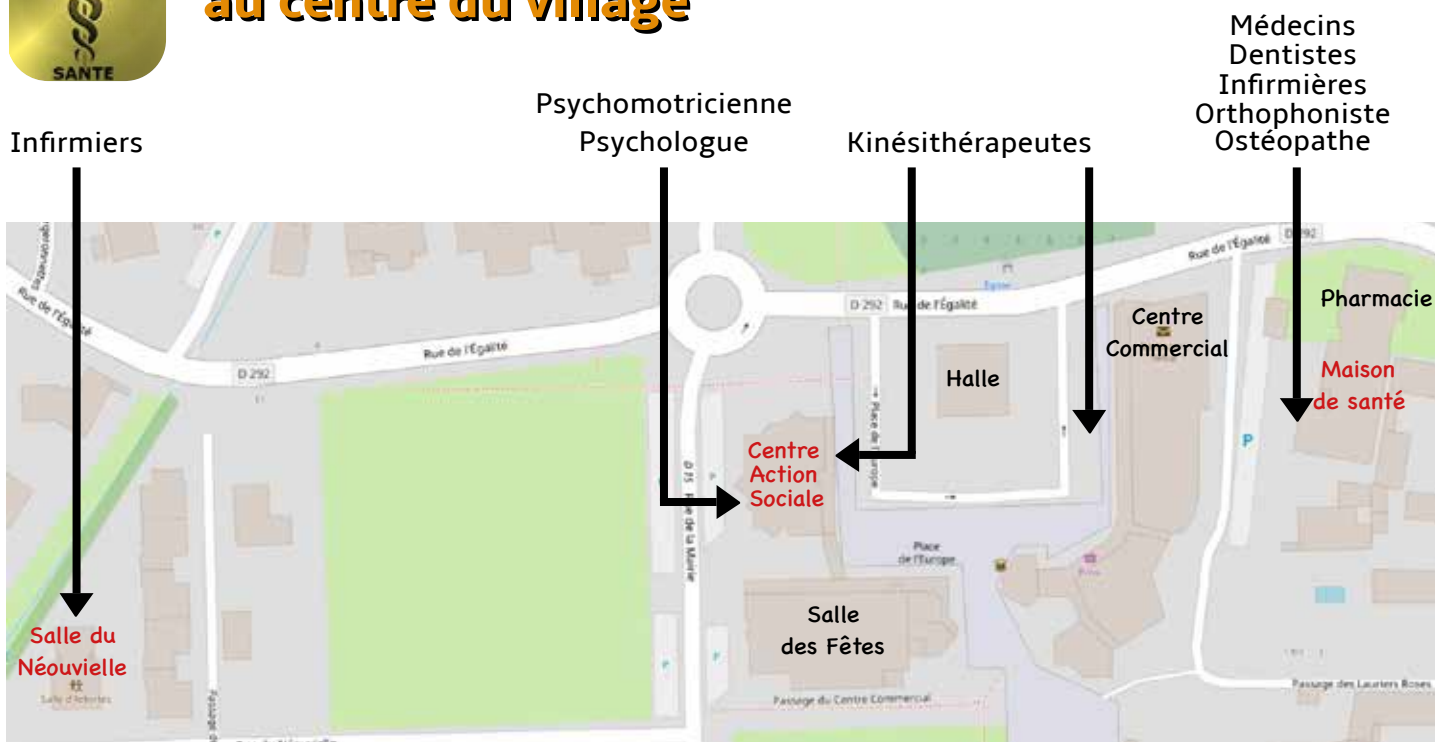 au centre du village
SANTE
Infirmiers
Psychomotricienne
Psychologue
Kinésithérapeutes
Médecins
Dentistes
Infirmières
Orthophoniste
Ostéopathe
Rue de l'Égalité
D 292
Rue de l'Égalité
D 292
Rue de l'Égalité
Rue de l'Égalité
Église
Pharmacie
Maison
de santé
Centre
Commercial
Halle
Place de l'Europe
Centre
Action
Sociale
D 75
Rue de la Mairie
Place
de l'Europe
P
P
P
Salle
des Fêtes
Salle du
Néouvielle
Passage du Centre Commercial
Passage des Lauriers Roses